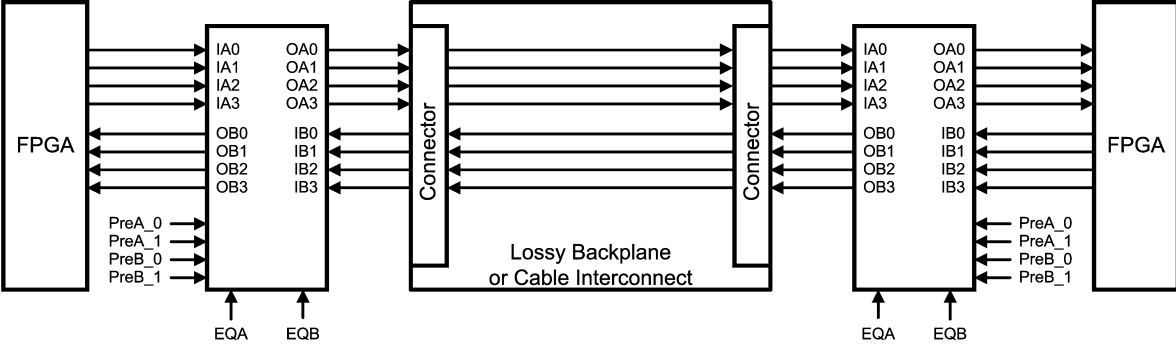 FPGA
IA0 OA0
IA1 OA1
IA2 OA2
IA3 OA3
OB0 IB0
OB1 IB1
OB2 IB2
OB3 IB3
PreA_0
PreA_1
PreB_0
PreB_1
EQA EQB
Connector
Lossy Backplane
or Cable Interconnect
Connector
IA0 OA0
IA1 OA1
IA2 OA2
IA3 OA3
OB0 IB0
OB1 IB1
OB2 IB2
OB3 IB3
PreA_0
PreA_1
PreB_0
PreB_1
EQA EQB
FPGA